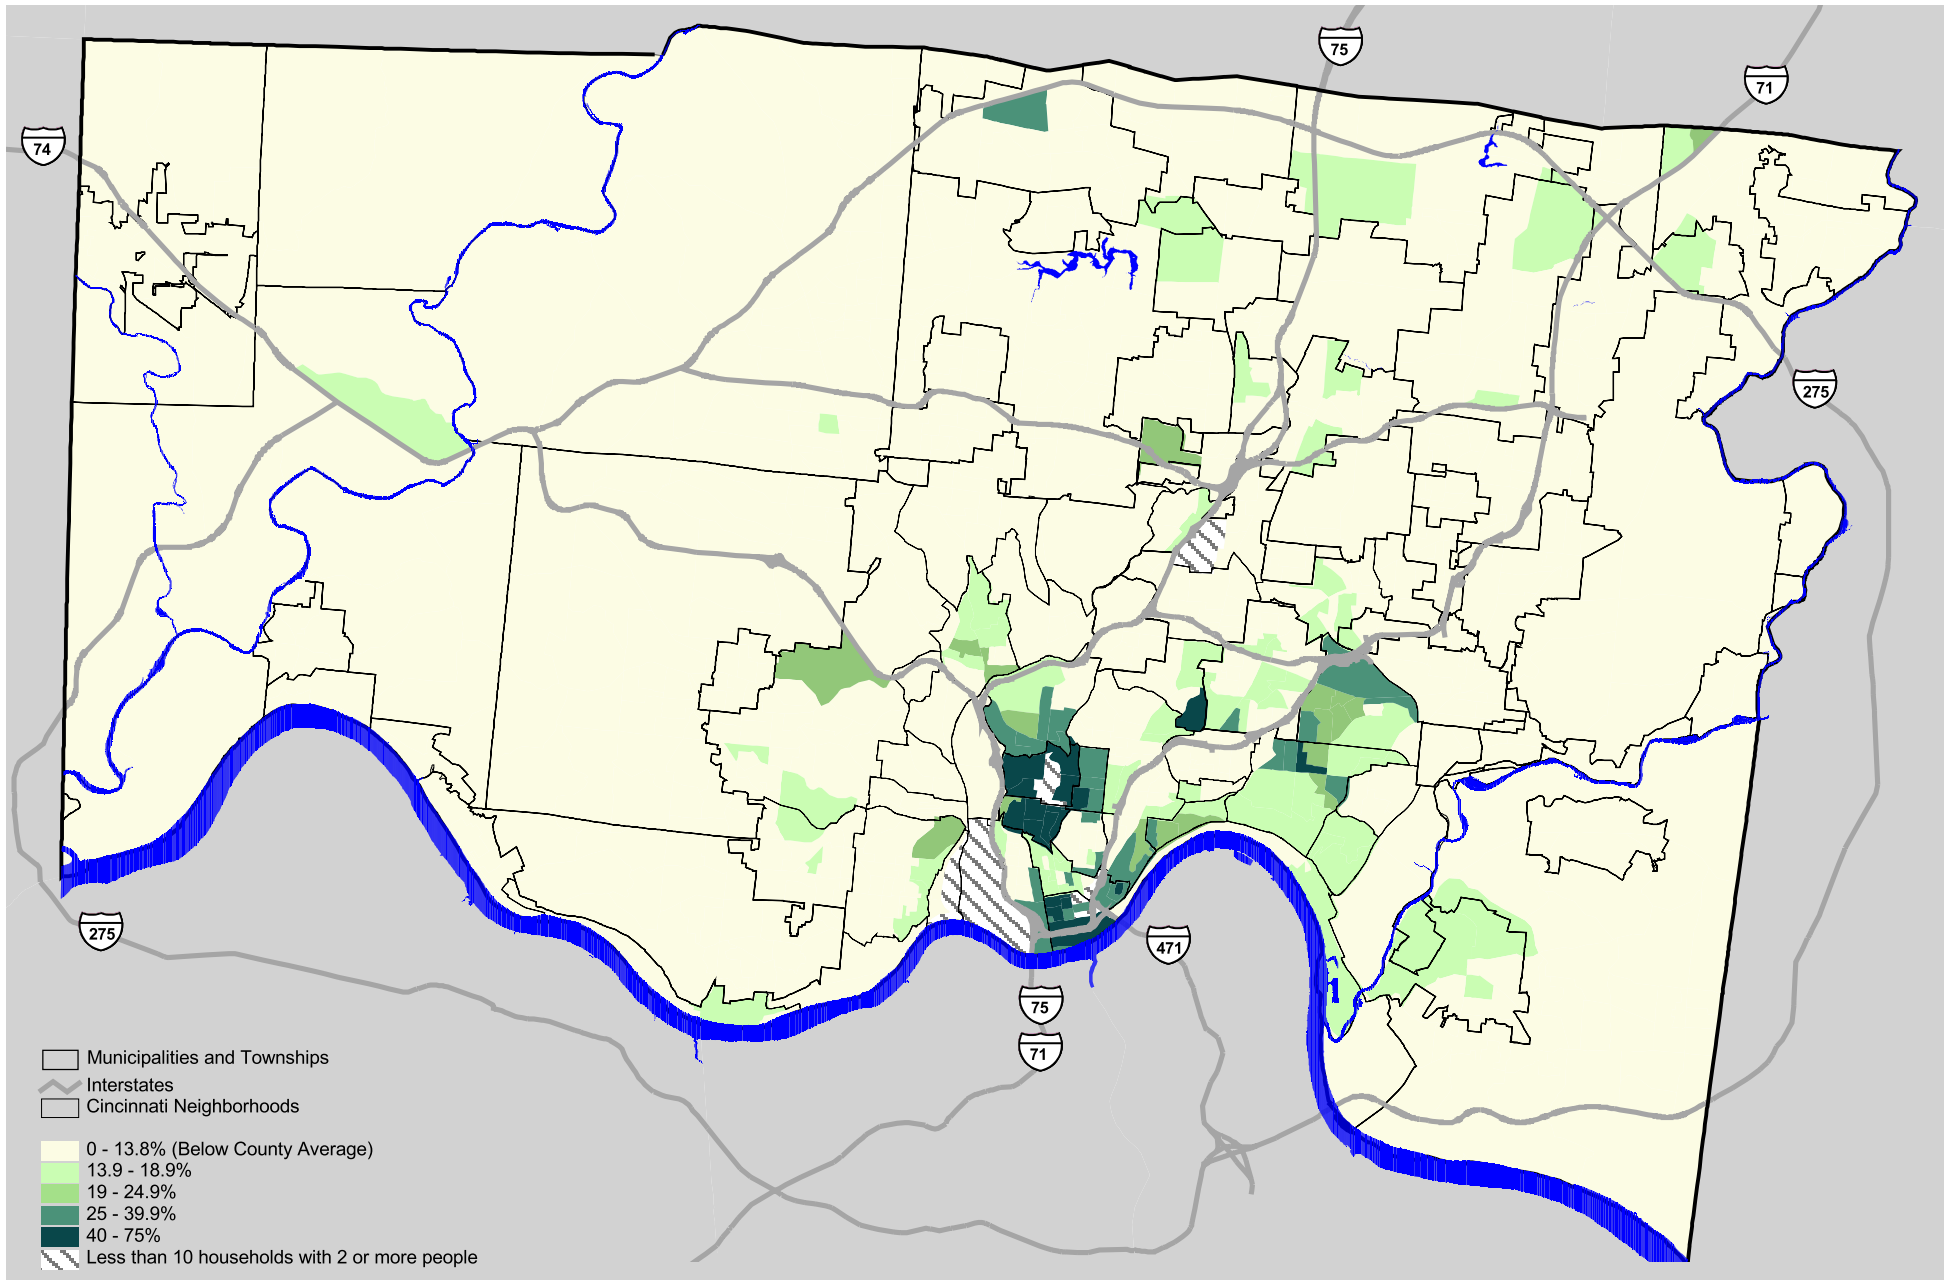 75
71
74
275
275
471
75
71
Municipalities and Townships
Interstates
Cincinnati Neighborhoods
0 - 13.8% (Below County Average)
13.9 - 18.9%
19 - 24.9%
25 - 39.9%
40 - 75%
Less than 10 households with 2 or more people